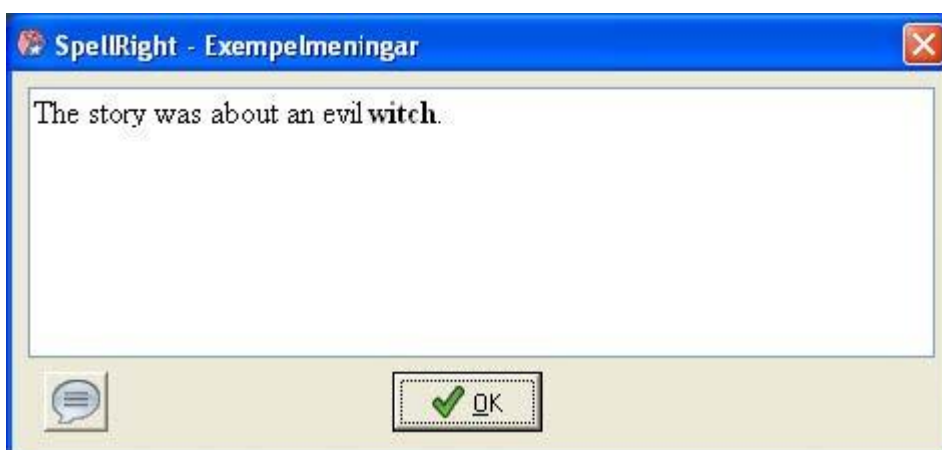 SpellRight - Exempelmeningar
The story was about an evil witch.
OK